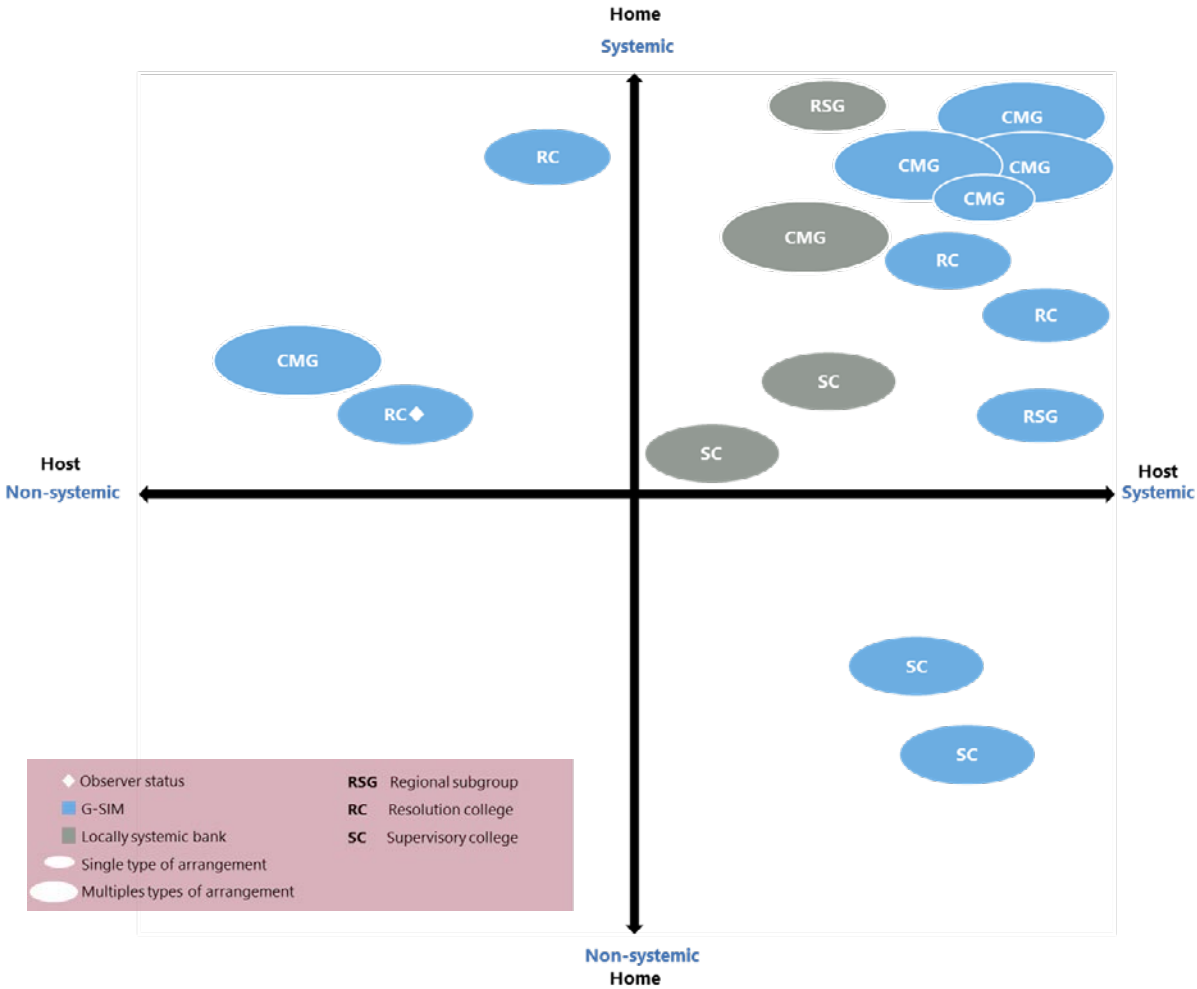 Home
Systemic
RSG
CMG
RC
CMG
CMG
CMG
CMG
RC
RC
CMG
SC
RC
RSG
SC
Host
Non-systemic
Host
Systemic
SC
SC
Observer status
G-SIM
Locally systemic bank
Single type of arrangement
Multiples types of arrangement
RSG Regional subgroup
RC Resolution college
SC Supervisory college
Non-systemic
Home